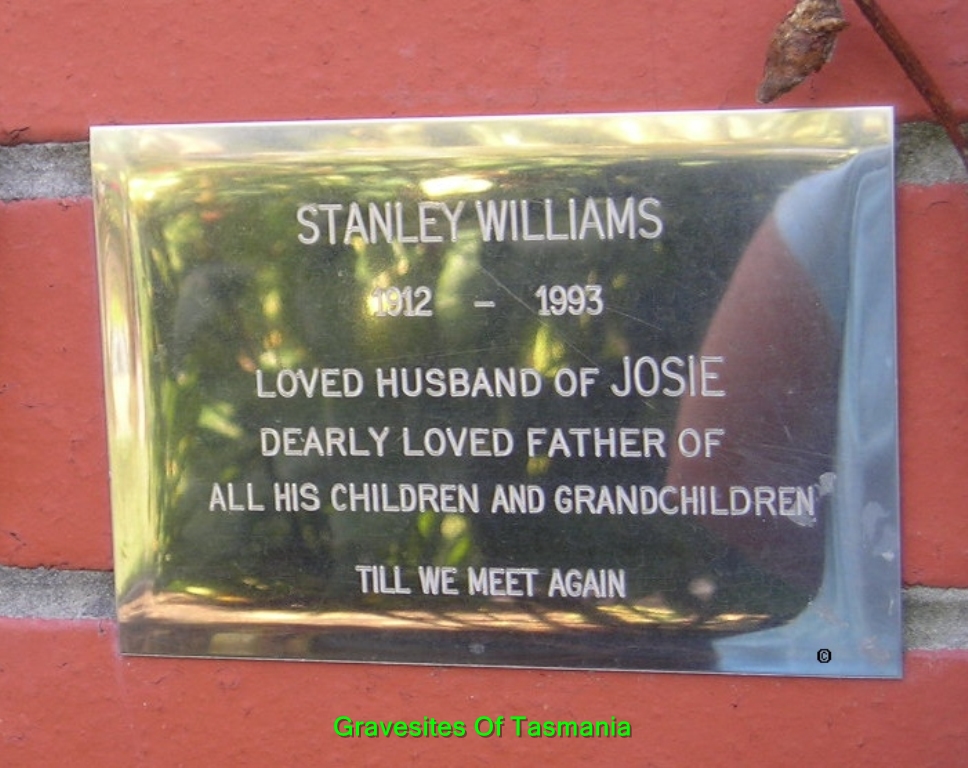 STANLEY WILLIAMS
1912 - 1993
LOVED HUSBAND OF JOSIE
DEARLY LOVED FATHER OF
ALL HIS CHILDREN AND GRANDCHILDREN
TILL WE MEET AGAIN
©
Gravesites Of Tasmania